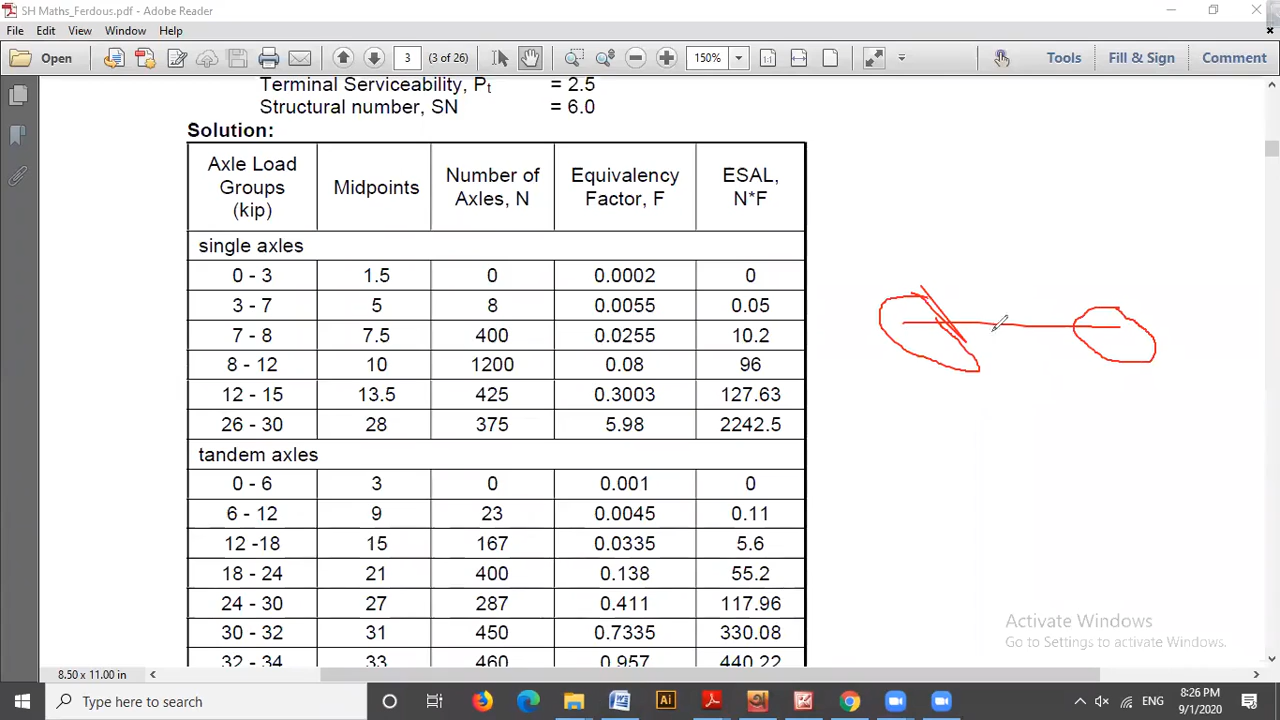 SH Maths_Ferdous.pdf - Adobe Reader
File Edit View Window Help
Open 3 (3 of 26) 150% Tools Fill & Sign Comment
Terminal Serviceability, Pt = 2.5
Structural number, SN = 6.0
Solution:
Axle Load Groups (kip) Midpoints Number of Axles, N Equivalency Factor, F ESAL, N*F
single axles
0 - 3 1.5 0 0.0002 0
3 - 7 5 8 0.0055 0.05
7 - 8 7.5 400 0.0255 10.2
8 - 12 10 1200 0.08 96
12 - 15 13.5 425 0.3003 127.63
26 - 30 28 375 5.98 2242.5
tandem axles
0 - 6 3 0 0.001 0
6 - 12 9 23 0.0045 0.11
12 -18 15 167 0.0335 5.6
18 - 24 21 400 0.138 55.2
24 - 30 27 287 0.411 117.96
30 - 32 31 450 0.7335 330.08
32 - 34 33 460 0.957 440.22
Activate Windows
Go to Settings to activate Windows.
8.50 x 11.00 in
Type here to search
ENG
8:26 PM
9/1/2020